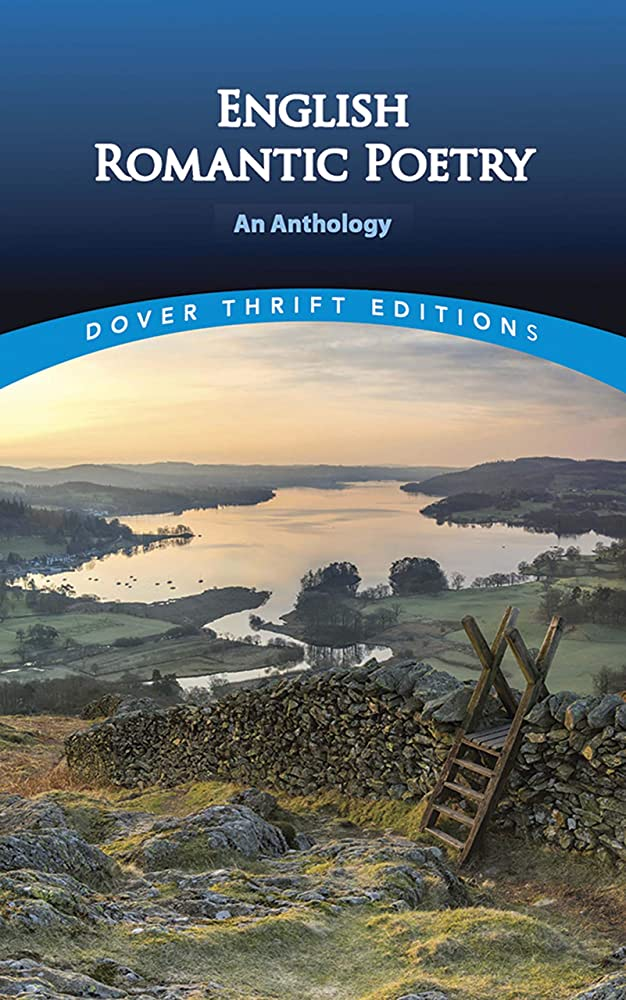 ENGLISH
ROMANTIC POETRY
An Anthology
DOVER THRIFT EDITIONS